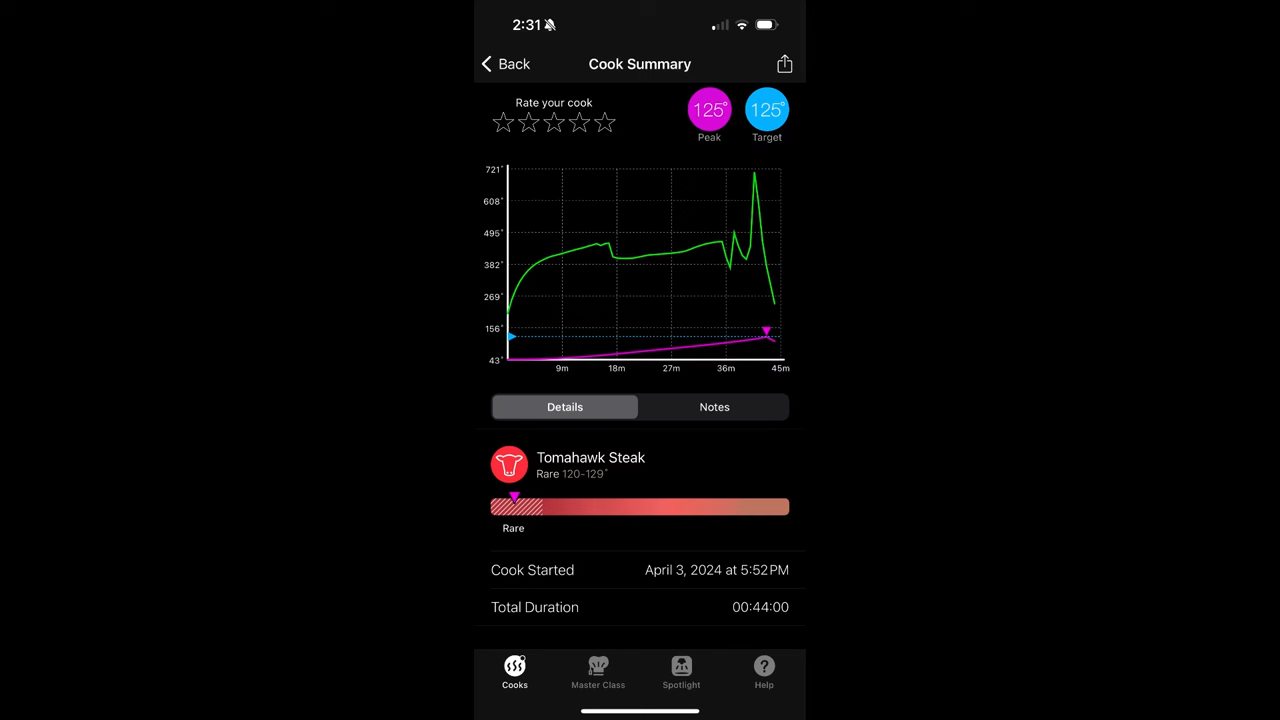 2:31
Back
Cook Summary
Rate your cook
125°
125°
Peak
Target
721°
608°
495°
382°
269°
156°
43°
9m
18m
27m
36m
45m
Details
Notes
Tomahawk Steak
Rare 120-129°
Rare
Cook Started
April 3, 2024 at 5:52 PM
Total Duration
00:44:00
Cooks
Master Class
Spotlight
Help